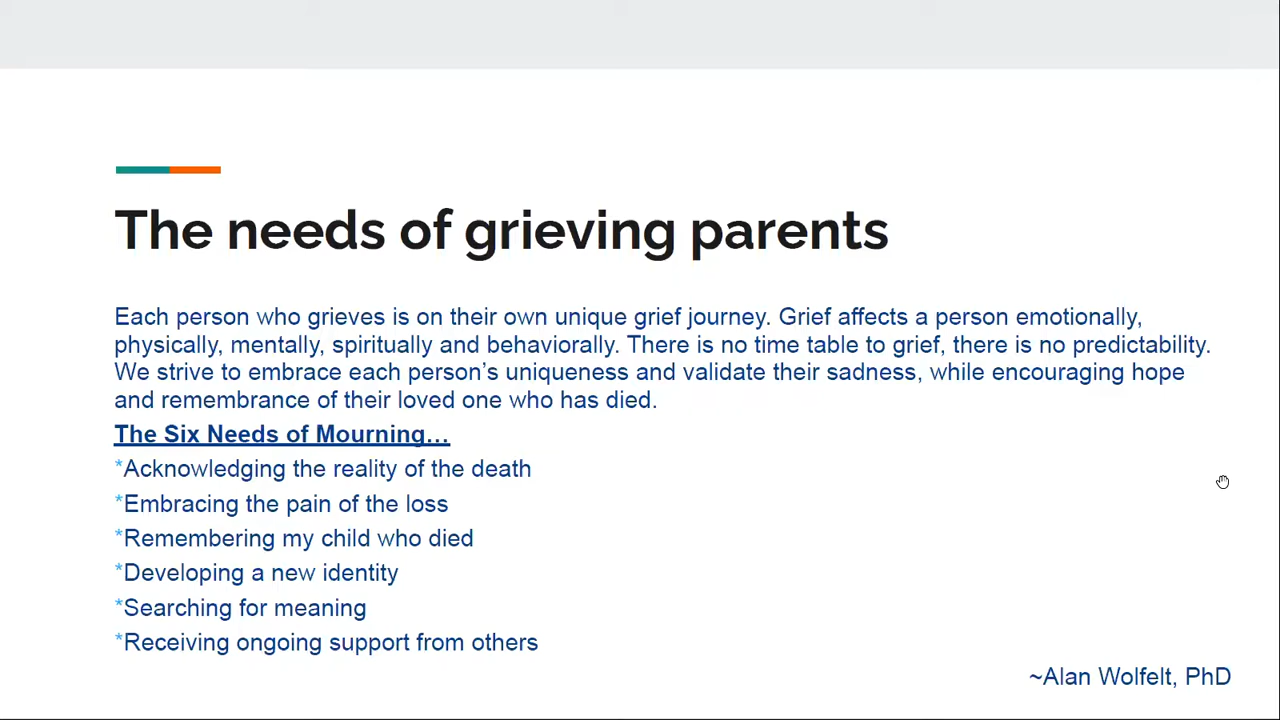 The needs of grieving parents
Each person who grieves is on their own unique grief journey. Grief affects a person emotionally,
physically, mentally, spiritually and behaviorally. There is no time table to grief, there is no predictability.
We strive to embrace each person’s uniqueness and validate their sadness, while encouraging hope
and remembrance of their loved one who has died.
The Six Needs of Mourning…
*Acknowledging the reality of the death
*Embracing the pain of the loss
*Remembering my child who died
*Developing a new identity
*Searching for meaning
*Receiving ongoing support from others
~Alan Wolfelt, PhD